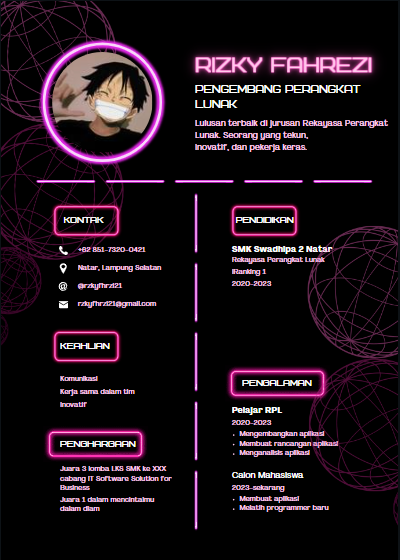 RIZKY FAHREZI
PENGEMBANG PERANGKAT
LUNAK
Lulusan terbaik di jurusan Rekayasa Perangkat
Lunak. Seorang yang tekun,
inovatif, dan pekerja keras.
KONTAK
+62 851-7320-0421
Natar, Lampung Selatan
@rzkyfhrzi21
rzkyfhrzi21@gmail.com
KEAHLIAN
Komunikasi
Kerja sama dalam tim
Inovatif
PENGHARGAAN
Juara 3 lomba LKS SMK ke XXX
cabang IT Software Solution for
Business
Juara 1 dalam mencintaimu
dalam diam
PENDIDIKAN
SMK Swadhipa 2 Natar
Rekayasa Perangkat Lunak
Ranking 1
2020-2023
PENGALAMAN
Pelajar RPL
2020-2023
• Mengembangkan aplikasi
• Membuat rancangan aplikasi
• Menganalisis aplikasi
Calon Mahasiswa
2023-sekarang
• Membuat aplikasi
• Melatih programmer baru